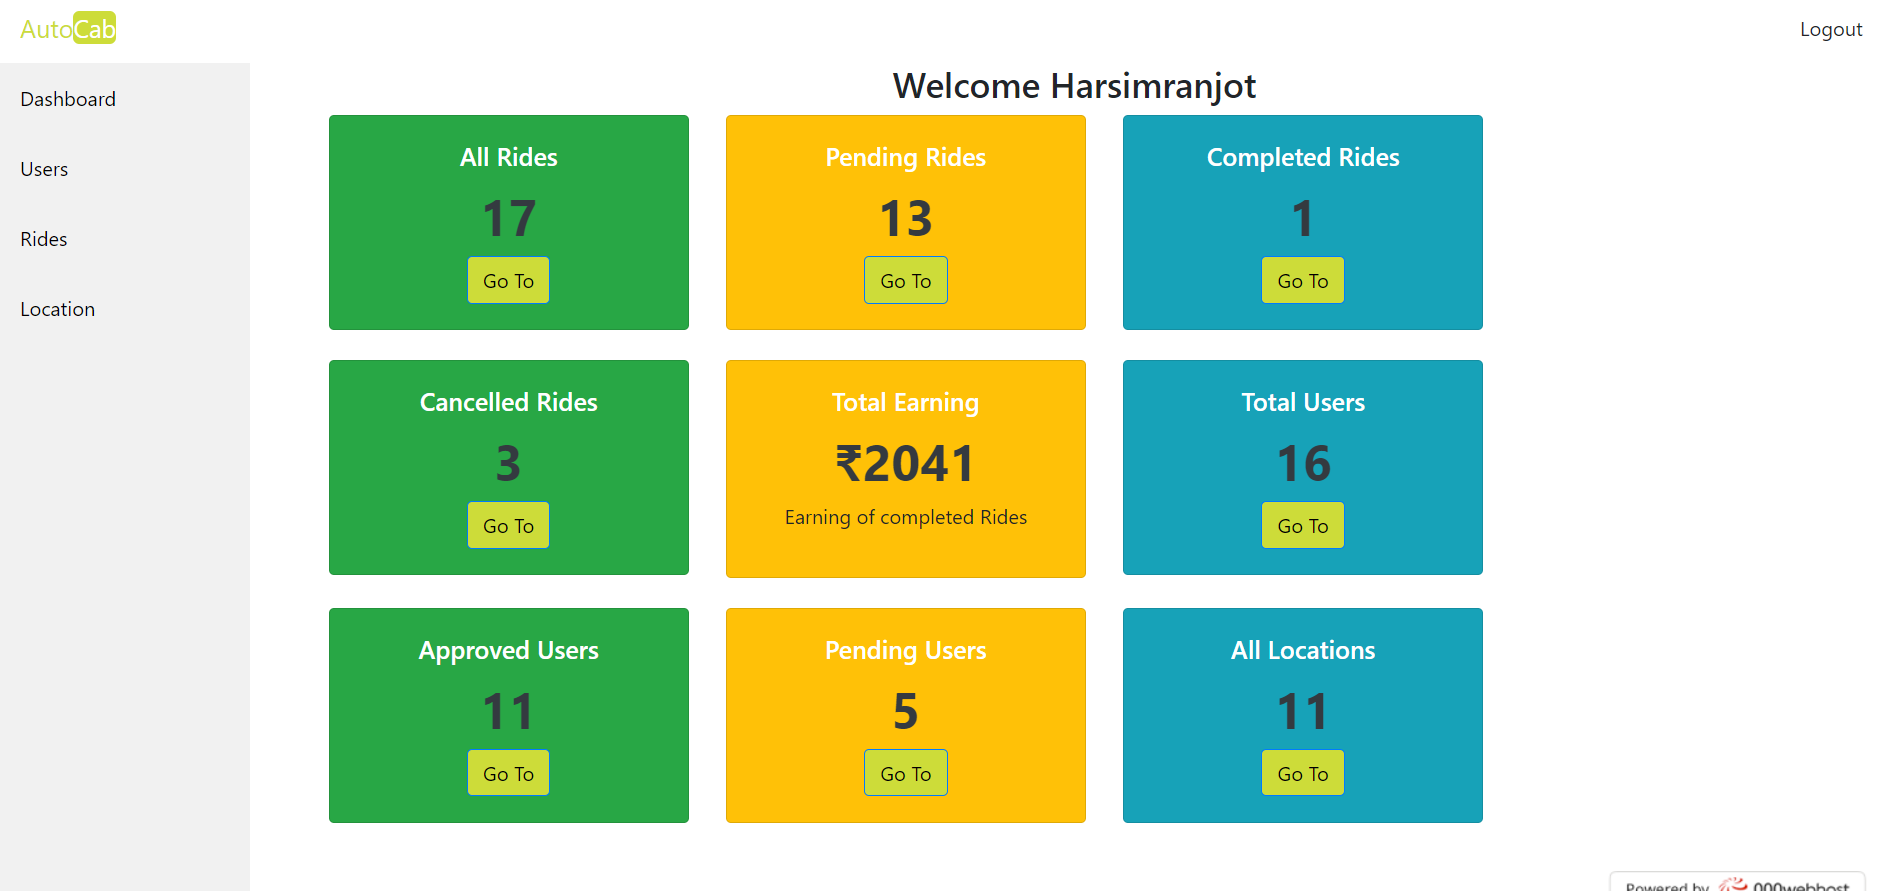 AutoCab
Logout
Dashboard
Users
Rides
Location
Welcome Harsimranjot
All Rides
17
Go To
Pending Rides
13
Go To
Completed Rides
1
Go To
Cancelled Rides
3
Go To
Total Earning
₹2041
Earning of completed Rides
Total Users
16
Go To
Approved Users
11
Go To
Pending Users
5
Go To
All Locations
11
Go To
Powered by 000webhost